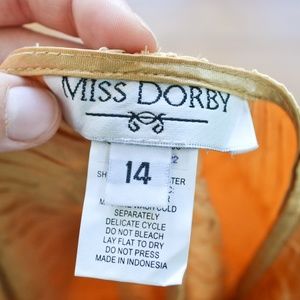 MISS DORBY
14
SEPARATELY
DELICATE CYCLE
DO NOT BLEACH
LAY FLAT TO DRY
DO NOT PRESS
MADE IN INDONESIA